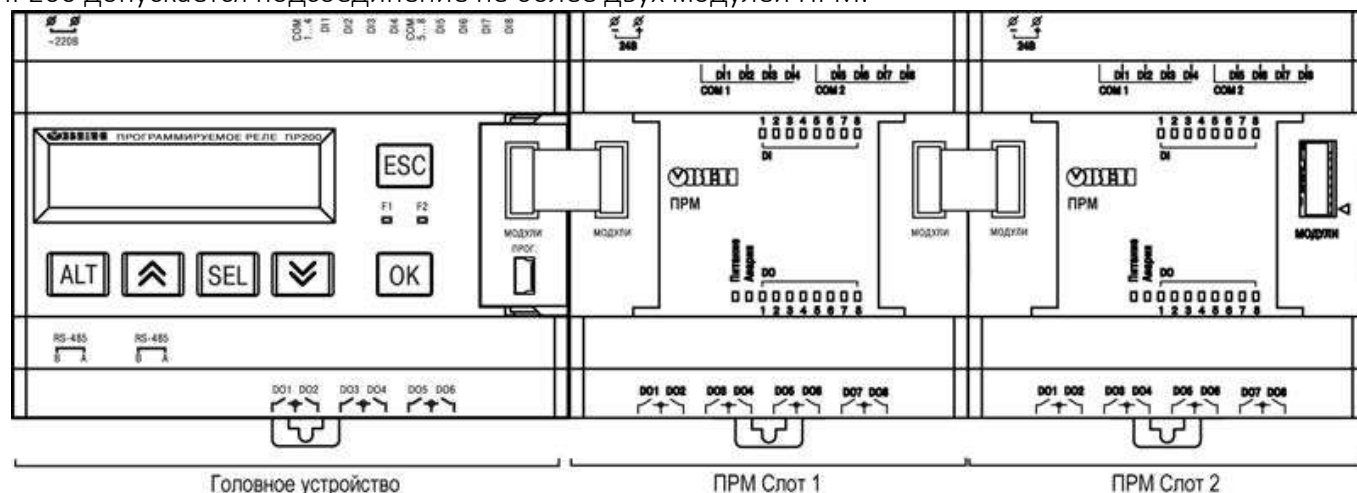 допускается подсоединение не более двух модулей ПРМ.
~220В
COM 1...4 DI1 DI2 DI3 DI4 COM 5...8 DI5 DI6 DI7 DI8
24В
DI1 DI2 DI3 DI4 DI5 DI6 DI7 DI8
COM 1 COM 2
24В
DI1 DI2 DI3 DI4 DI5 DI6 DI7 DI8
COM 1 COM 2
ОВЕН ПРОГРАММИРУЕМОЕ РЕЛЕ ПР200
ESC
F1 F2
ALT SEL OK
МОДУЛИ
ПРОГ.
RS-485 RS-485
B A B A
DO1 DO2 DO3 DO4 DO5 DO6
МОДУЛИ
1 2 3 4 5 6 7 8
DI
ОВЕН
ПРМ
Питание
Авария
DO
1 2 3 4 5 6 7 8
DO1 DO2 DO3 DO4 DO5 DO6 DO7 DO8
МОДУЛИ
МОДУЛИ
1 2 3 4 5 6 7 8
DI
ОВЕН
ПРМ
Питание
Авария
DO
1 2 3 4 5 6 7 8
МОДУЛИ
DO1 DO2 DO3 DO4 DO5 DO6 DO7 DO8
Головное устройство
ПРМ Слот 1
ПРМ Слот 2